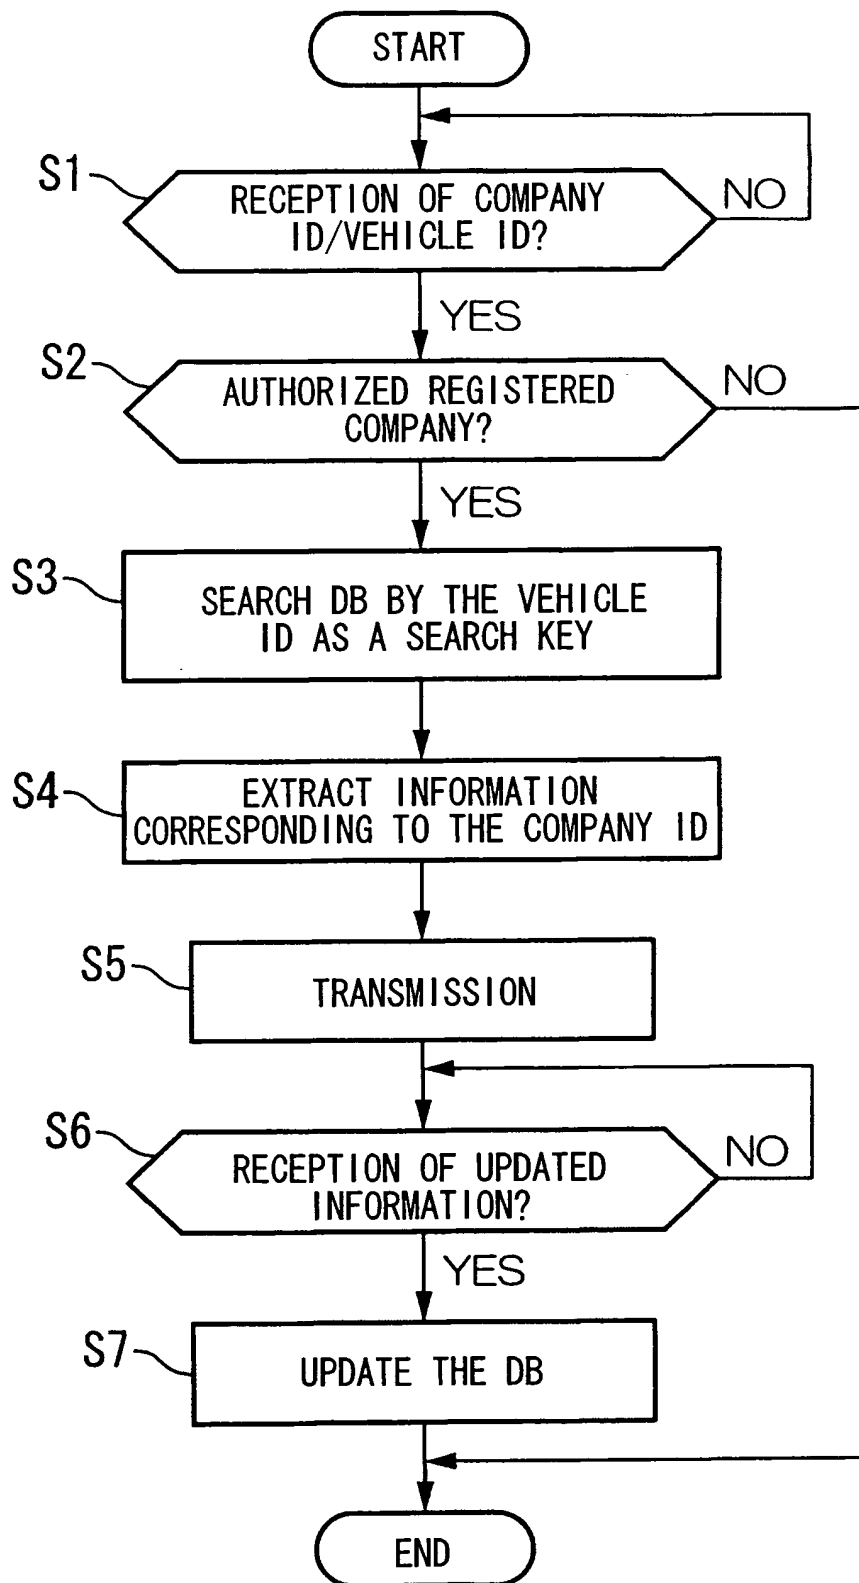 START
S1
RECEPTION OF COMPANY
ID/VEHICLE ID?
NO
YES
S2
AUTHORIZED REGISTERED
COMPANY?
NO
YES
S3
SEARCH DB BY THE VEHICLE
ID AS A SEARCH KEY
S4
EXTRACT INFORMATION
CORRESPONDING TO THE COMPANY ID
S5
TRANSMISSION
S6
RECEPTION OF UPDATED
INFORMATION?
NO
YES
S7
UPDATE THE DB
END